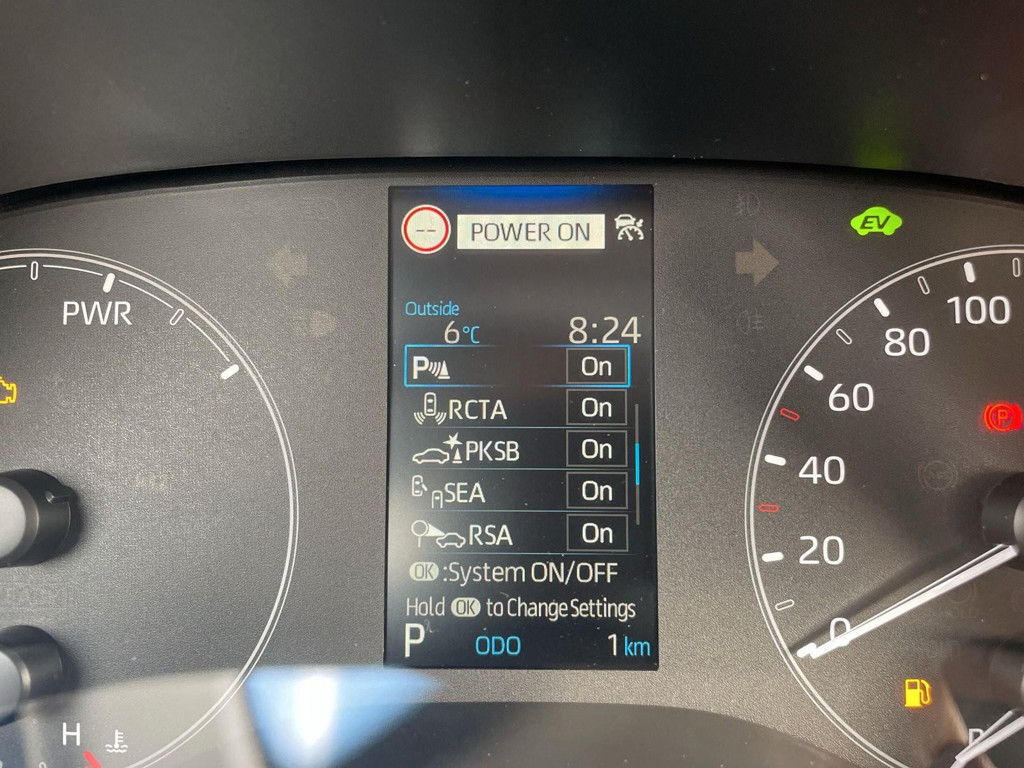 --
POWER ON
EV
Outside
6°C 8:24
P On
RCTA On
PKSB On
SEA On
RSA On
OK :System ON/OFF
Hold OK to Change Settings
P ODO 1 km
PWR
H
100
80
60
40
20
0
P